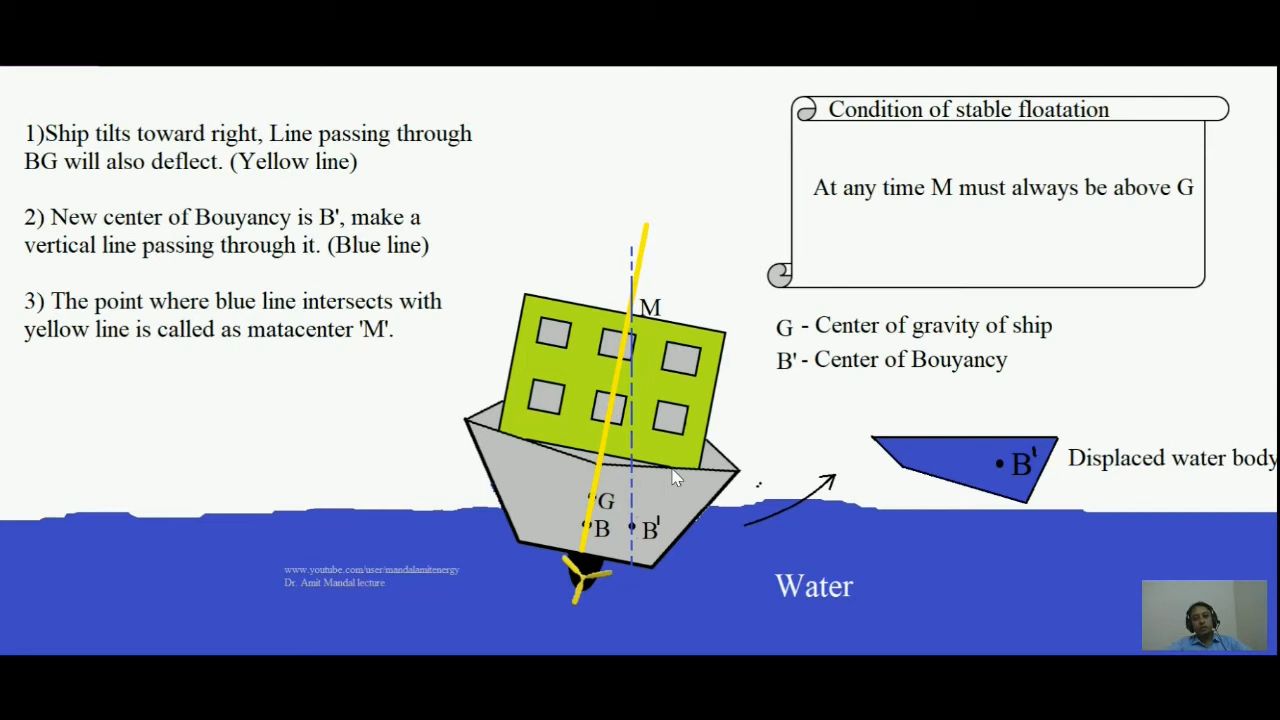 1)Ship tilts toward right, Line passing through
BG will also deflect. (Yellow line)
2) New center of Bouyancy is B', make a
vertical line passing through it. (Blue line)
3) The point where blue line intersects with
yellow line is called as matacenter 'M'.
Condition of stable floatation
At any time M must always be above G
G - Center of gravity of ship
B' - Center of Bouyancy
M
G
B
B'
B'
Displaced water body
Water
www.youtube.com/user/mandalamitenergy
Dr. Amit Mandal lecture